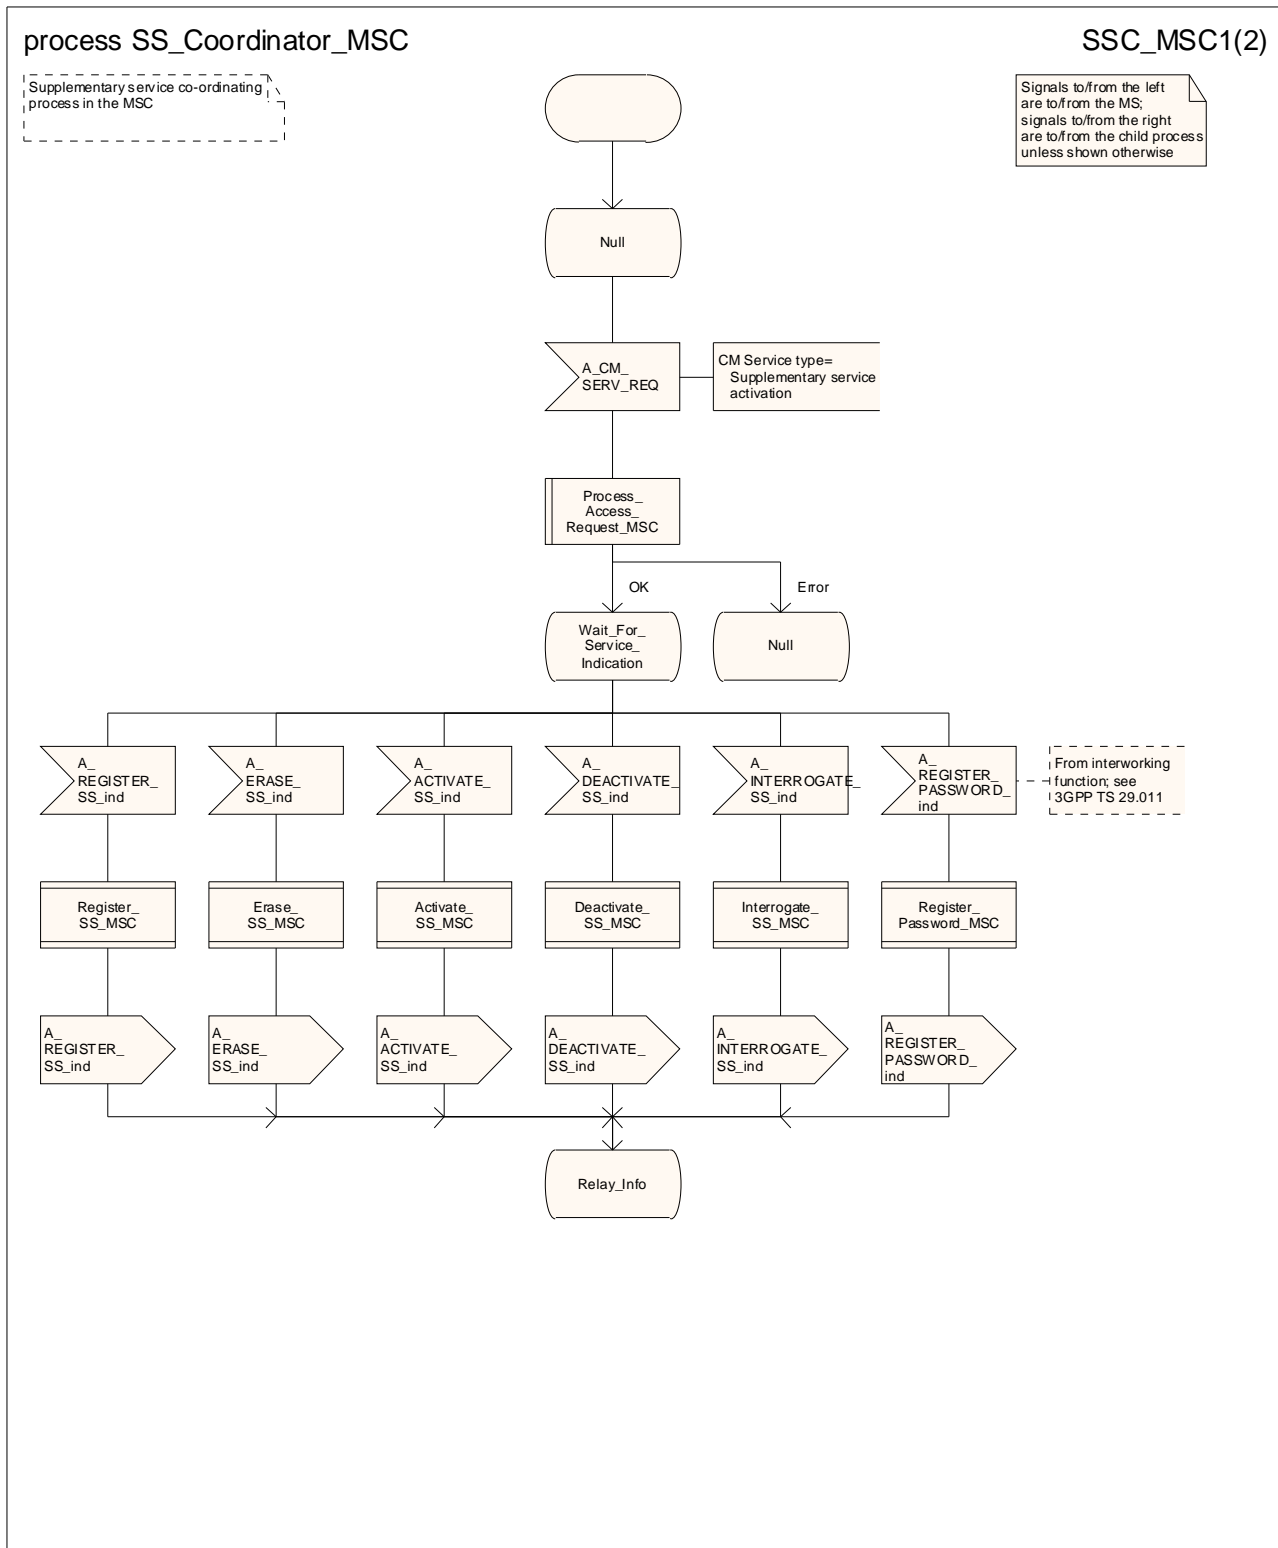 process SS_Coordinator_MSC
SSC_MSC1(2)
Supplementary service co-ordinating
process in the MSC
Signals to/from the left
are to/from the MS;
signals to/from the right
are to/from the child process
unless shown otherwise
Null
A_CM_
SERV_REQ
CM Service type=
Supplementary service
activation
Process_
Access_
Request_MSC
OK
Error
Wait_For_
Service_
Indication
Null
A_
REGISTER_
SS_ind
A_
ERASE_
SS_ind
A_
ACTIVATE_
SS_ind
A_
DEACTIVATE_
SS_ind
A_
INTERROGATE_
SS_ind
A_
REGISTER_
PASSWORD_
ind
From interworking
function; see
3GPP TS 29.011
Register_
SS_MSC
Erase_
SS_MSC
Activate_
SS_MSC
Deactivate_
SS_MSC
Interrogate_
SS_MSC
Register_
Password_MSC
A_
REGISTER_
SS_ind
A_
ERASE_
SS_ind
A_
ACTIVATE_
SS_ind
A_
DEACTIVATE_
SS_ind
A_
INTERROGATE_
SS_ind
A_
REGISTER_
PASSWORD_
ind
Relay_Info